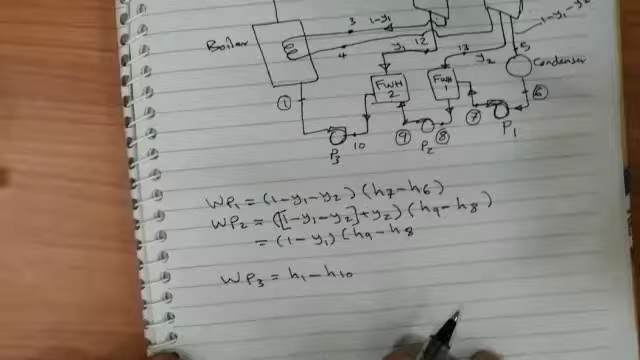 3 1-y₁
Boiler
4
y₁ 12
13
y₂
1-y₁-y₂
5
Condenser
FWH 2
FWH 1
①
⑥
⑦
P₃
10
⑨
P₂
⑧
P₁
WP₁ = (1-y₁-y₂) (h₇-h₆)
WP₂ = ([1-y₁-y₂]+y₂) (h₉-h₈)
= (1-y₁) (h₉-h₈
WP₃ = h₁-h₁₀